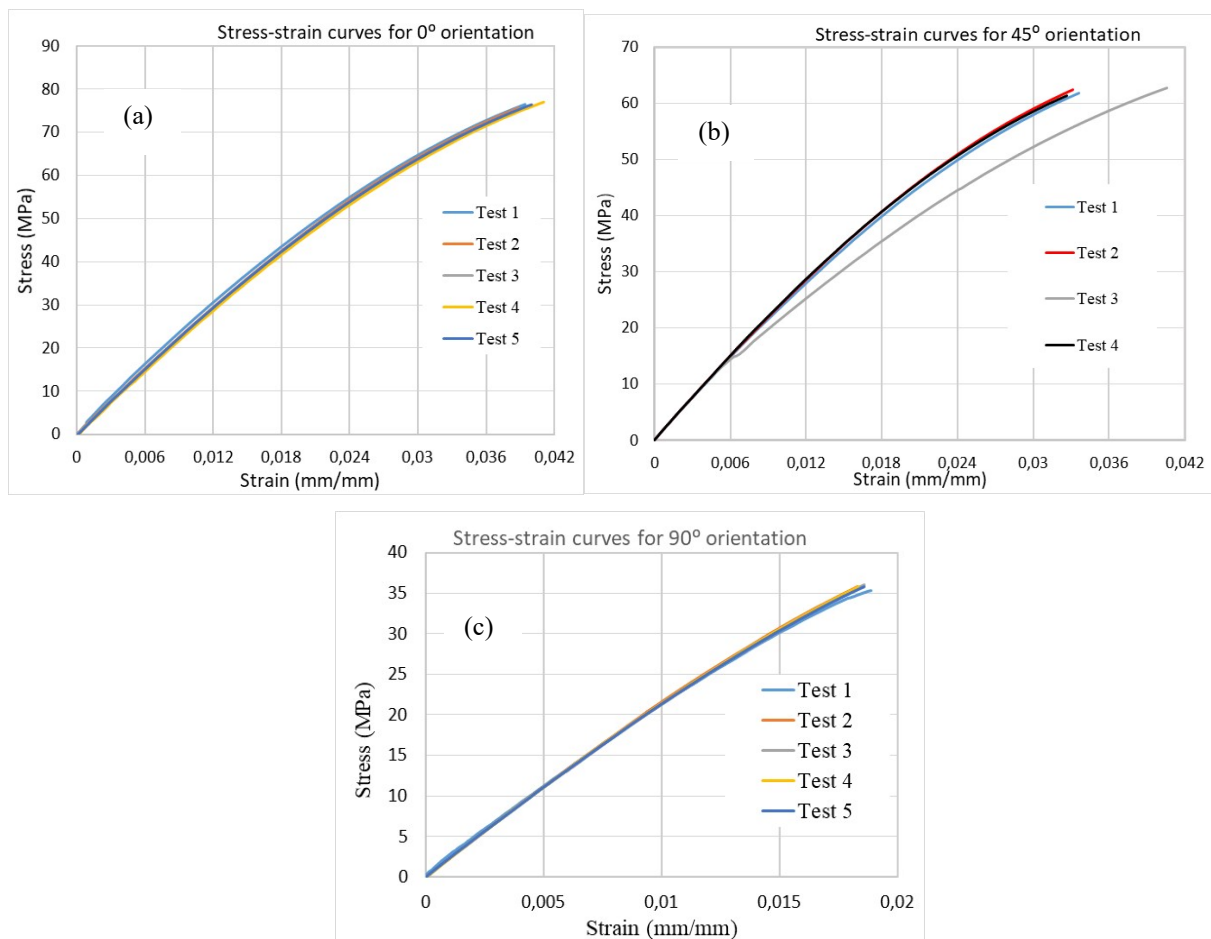 Stress-strain curves for 0º orientation
90
80
70
60
50
40
30
20
10
0
(a)
Stress (MPa)
Test 1
Test 2
Test 3
Test 4
Test 5
0
0,006
0,012
0,018
0,024
0,03
0,036
0,042
Strain (mm/mm)
Stress-strain curves for 45º orientation
70
60
50
40
30
20
10
0
(b)
Stress (MPa)
Test 1
Test 2
Test 3
Test 4
0
0,006
0,012
0,018
0,024
0,03
0,036
0,042
Strain (mm/mm)
Stress-strain curves for 90º orientation
40
35
30
25
20
15
10
5
0
(c)
Stress (MPa)
Test 1
Test 2
Test 3
Test 4
Test 5
0
0,005
0,01
0,015
0,02
Strain (mm/mm)